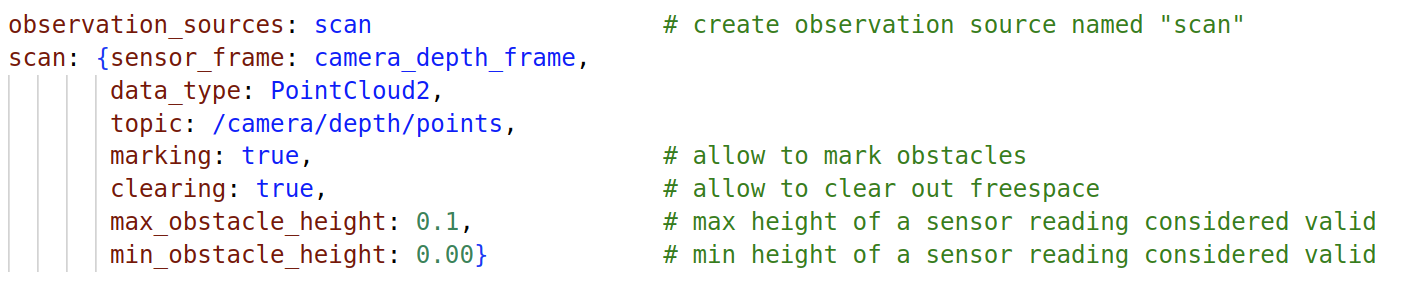 observation_sources: scan # create observation source named "scan"
scan: {sensor_frame: camera_depth_frame,
data_type: PointCloud2,
topic: /camera/depth/points,
marking: true, # allow to mark obstacles
clearing: true, # allow to clear out freespace
max_obstacle_height: 0.1, # max height of a sensor reading considered valid
min_obstacle_height: 0.00} # min height of a sensor reading considered valid